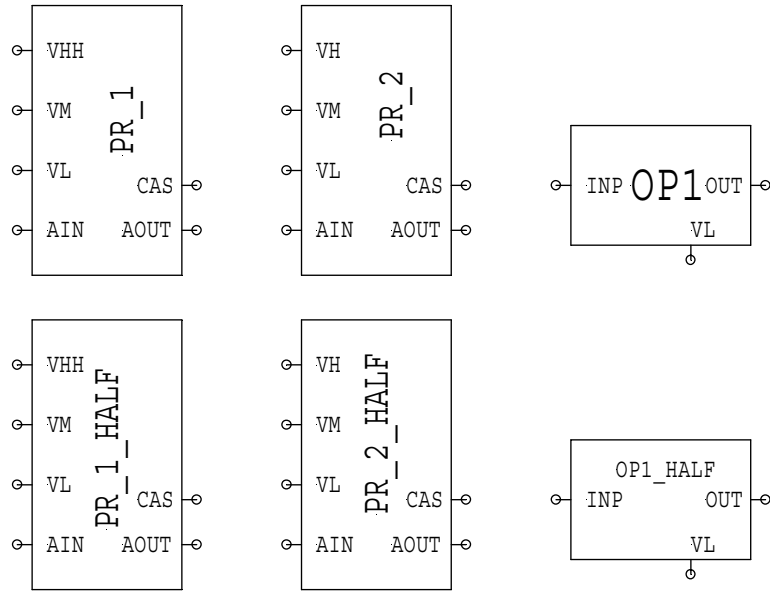 VHH
VM
VL
AIN
PR_1
CAS
AOUT
VH
VM
VL
AIN
PR_2
CAS
AOUT
INP
OP1
OUT
VL
VHH
VM
VL
AIN
PR_1_HALF
CAS
AOUT
VH
VM
VL
AIN
PR_2_HALF
CAS
AOUT
OP1_HALF
INP
OUT
VL